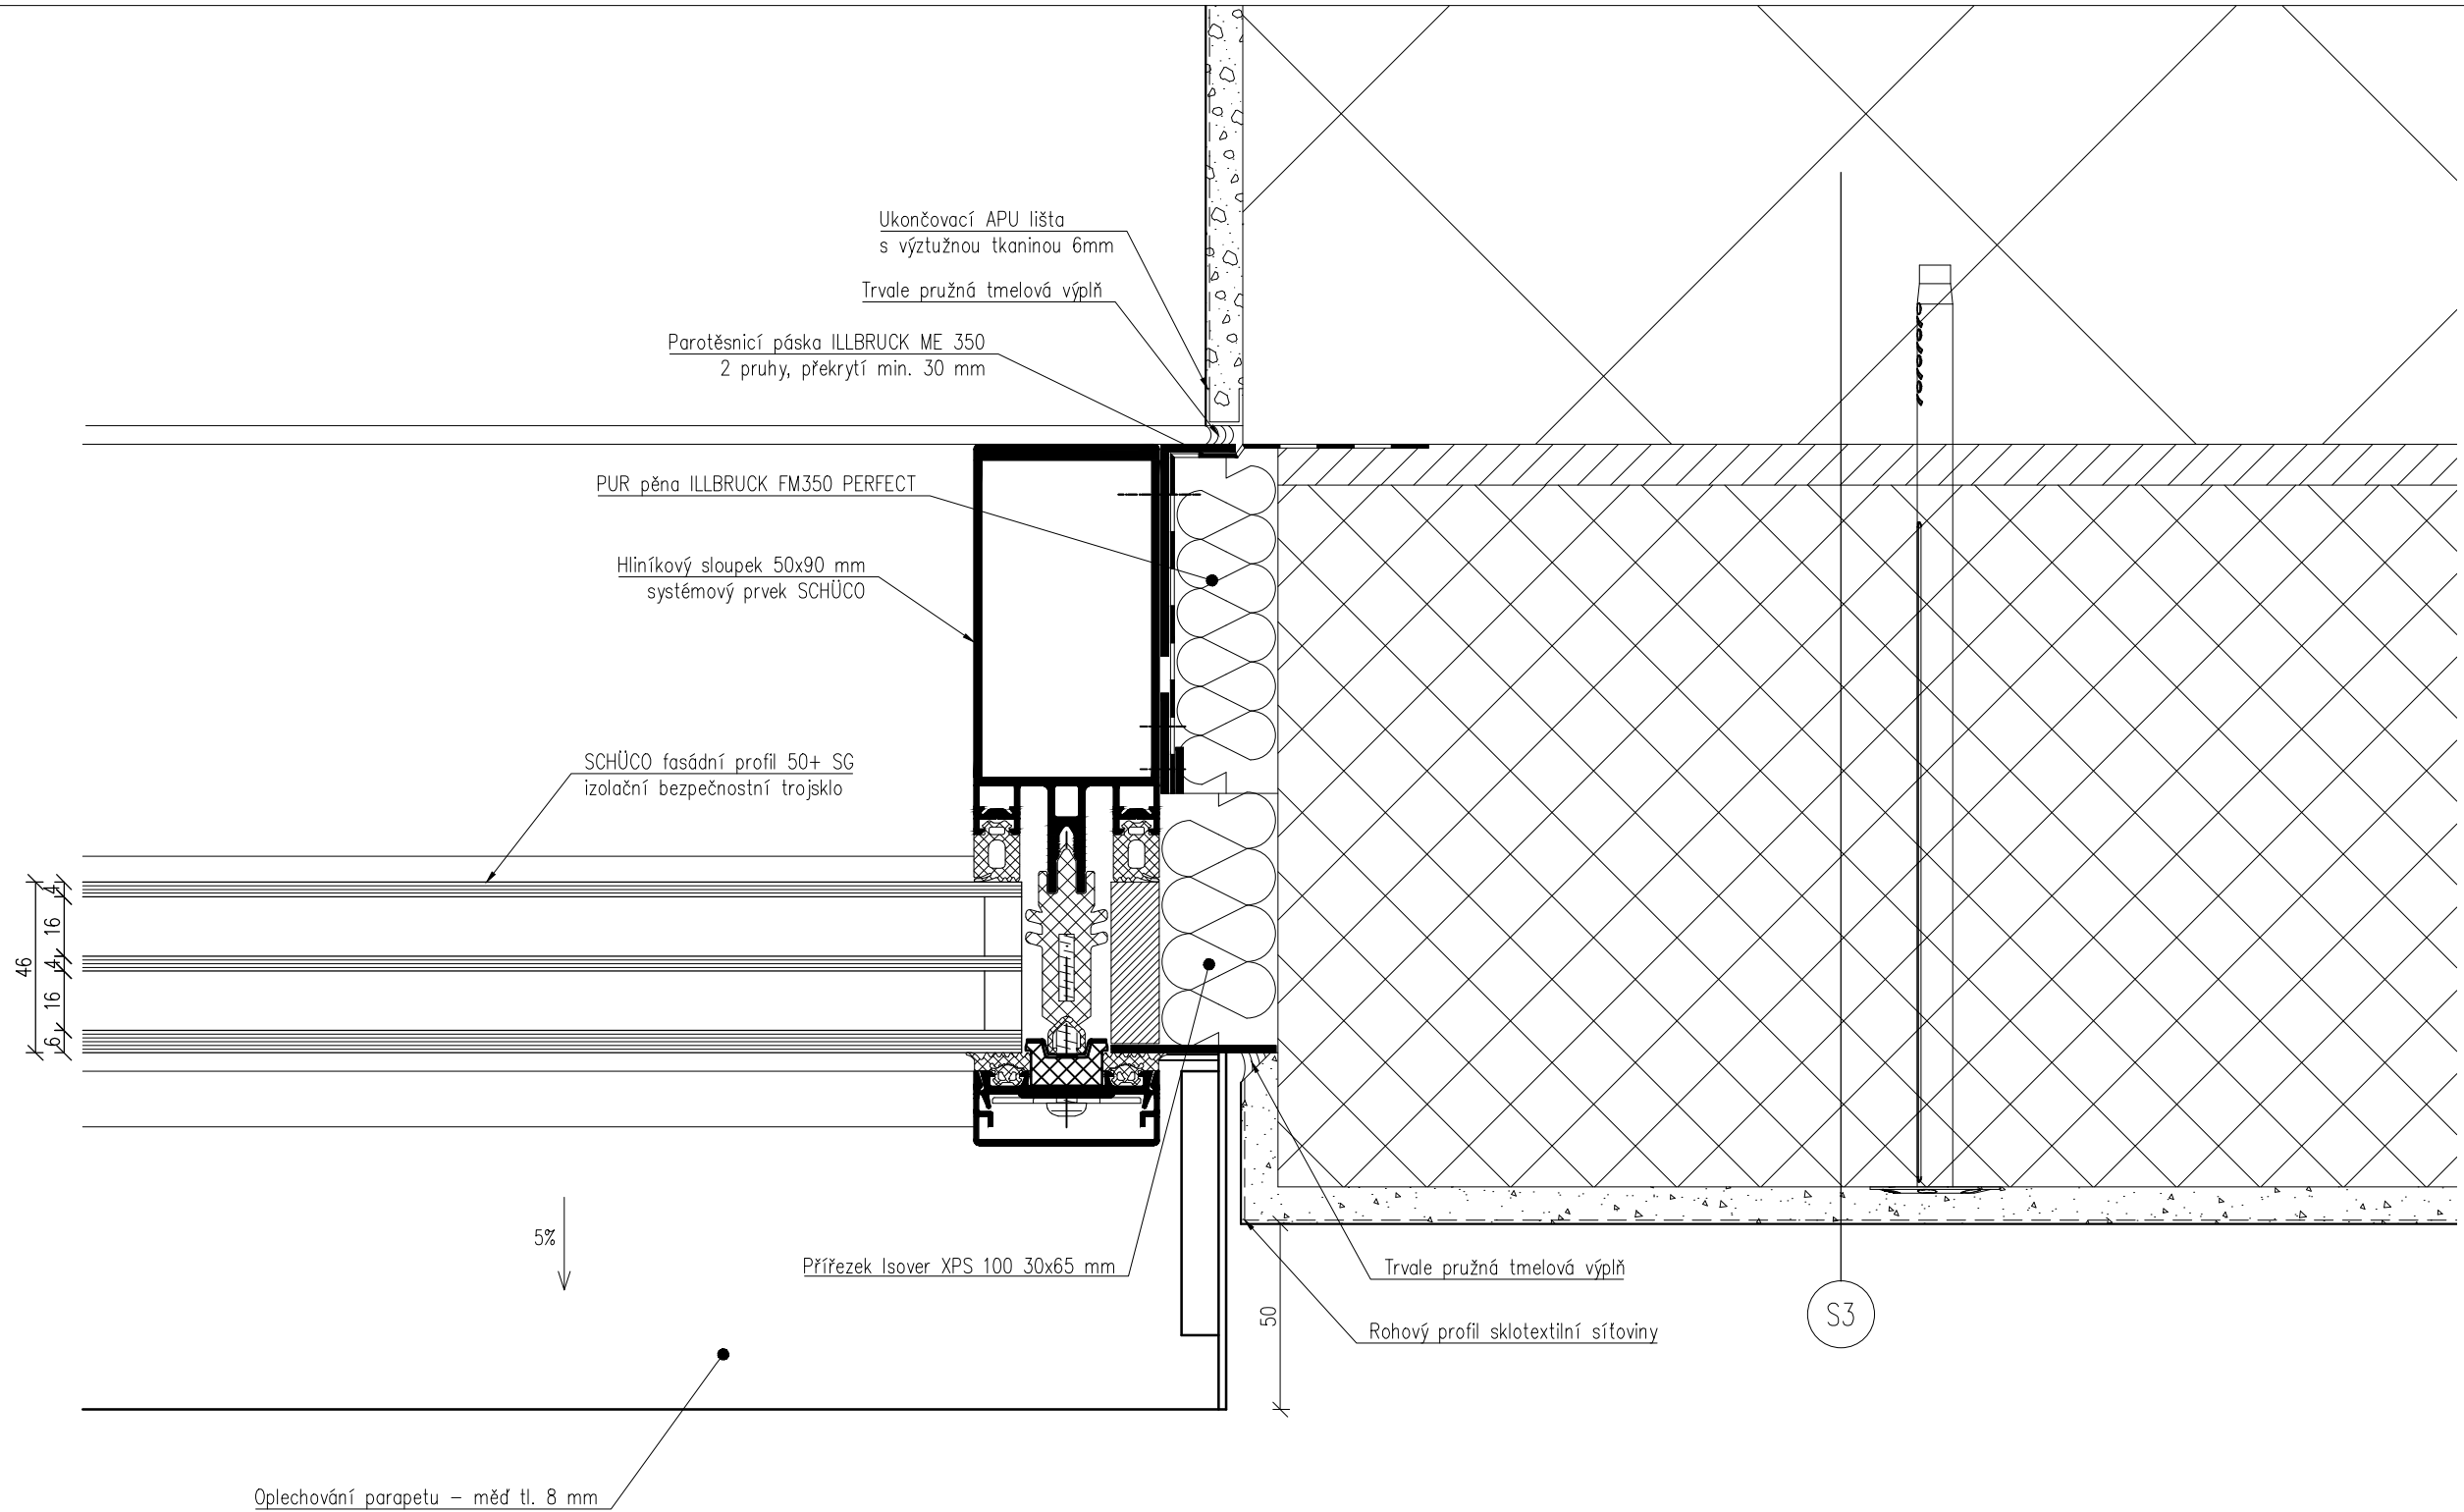 Ukončovací APU lišta
s výztužnou tkaninou 6mm
Trvale pružná tmelová výplň
Parotěsnicí páska ILLBRUCK ME 350
2 pruhy, překrytí min. 30 mm
PUR pěna ILLBRUCK FM350 PERFECT
Hliníkový sloupek 50x90 mm
systémový prvek SCHÜCO
SCHÜCO fasádní profil 50+ SG
izolační bezpečnostní trojsklo
4
16
4
16
6
46
5%
Přířezek Isover XPS 100 30x65 mm
Trvale pružná tmelová výplň
50
Rohový profil sklotextilní síťoviny
S3
Oplechování parapetu – měď tl. 8 mm